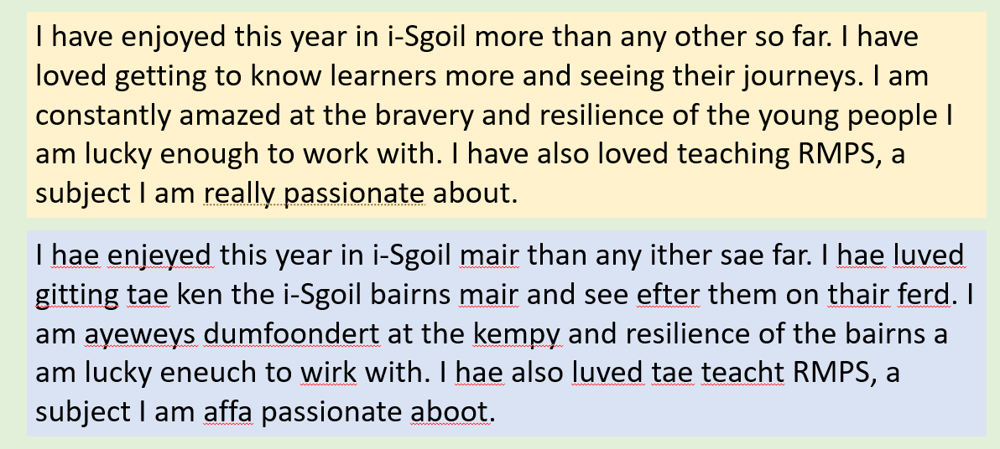 I have enjoyed this year in i-Sgoil more than any other so far. I have
loved getting to know learners more and seeing their journeys. I am
constantly amazed at the bravery and resilience of the young people I
am lucky enough to work with. I have also loved teaching RMPS, a
subject I am really passionate about.
I hae enjeyed this year in i-Sgoil mair than any ither sae far. I hae luved
gitting tae ken the i-Sgoil bairns mair and see efter them on thair ferd. I
am ayeweys dumfoondert at the kempy and resilience of the bairns a
am lucky eneuch to wirk with. I hae also luved tae teacht RMPS, a
subject I am affa passionate aboot.